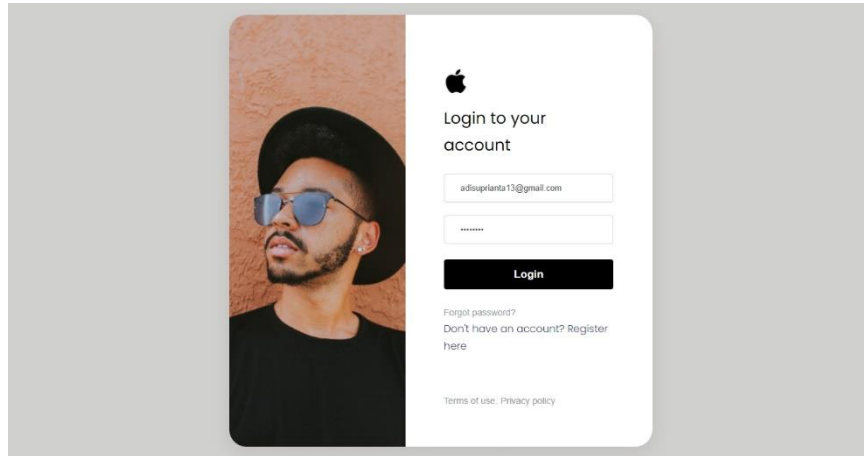 Login to your
account
adisuprianta13@gmail.com
Login
Forgot password?
Don't have an account? Register
here
Terms of use. Privacy policy